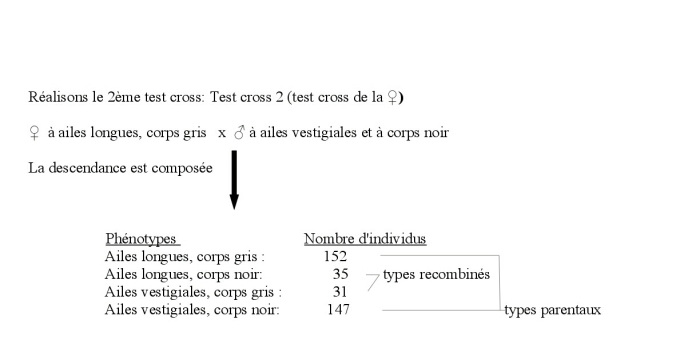 Réalisons le 2ème test cross: Test cross 2 (test cross de la ♀)
♀ à ailes longues, corps gris x ♂ à ailes vestigiales et à corps noir
La descendance est composée
Phénotypes Nombre d'individus
Ailes longues, corps gris : 152
Ailes longues, corps noir: 35 types recombinés
Ailes vestigiales, corps gris : 31
Ailes vestigiales, corps noir: 147 types parentaux